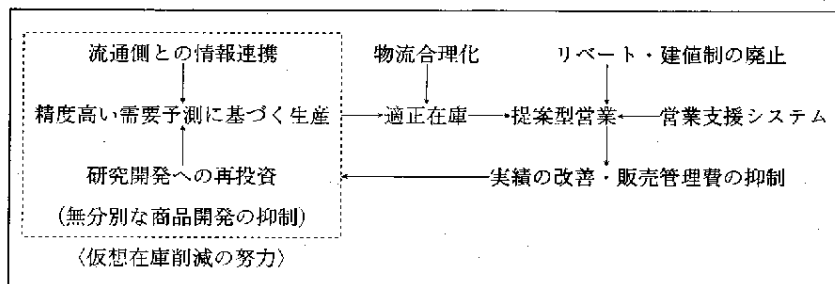 流通側との情報連携 物流合理化 リベート・建値制の廃止
精度高い需要予測に基づく生産 適正在庫 提案型営業 営業支援システム
研究開発への再投資 実績の改善・販売管理費の抑制
(無分別な商品開発の抑制)
〈仮想在庫削減の努力〉